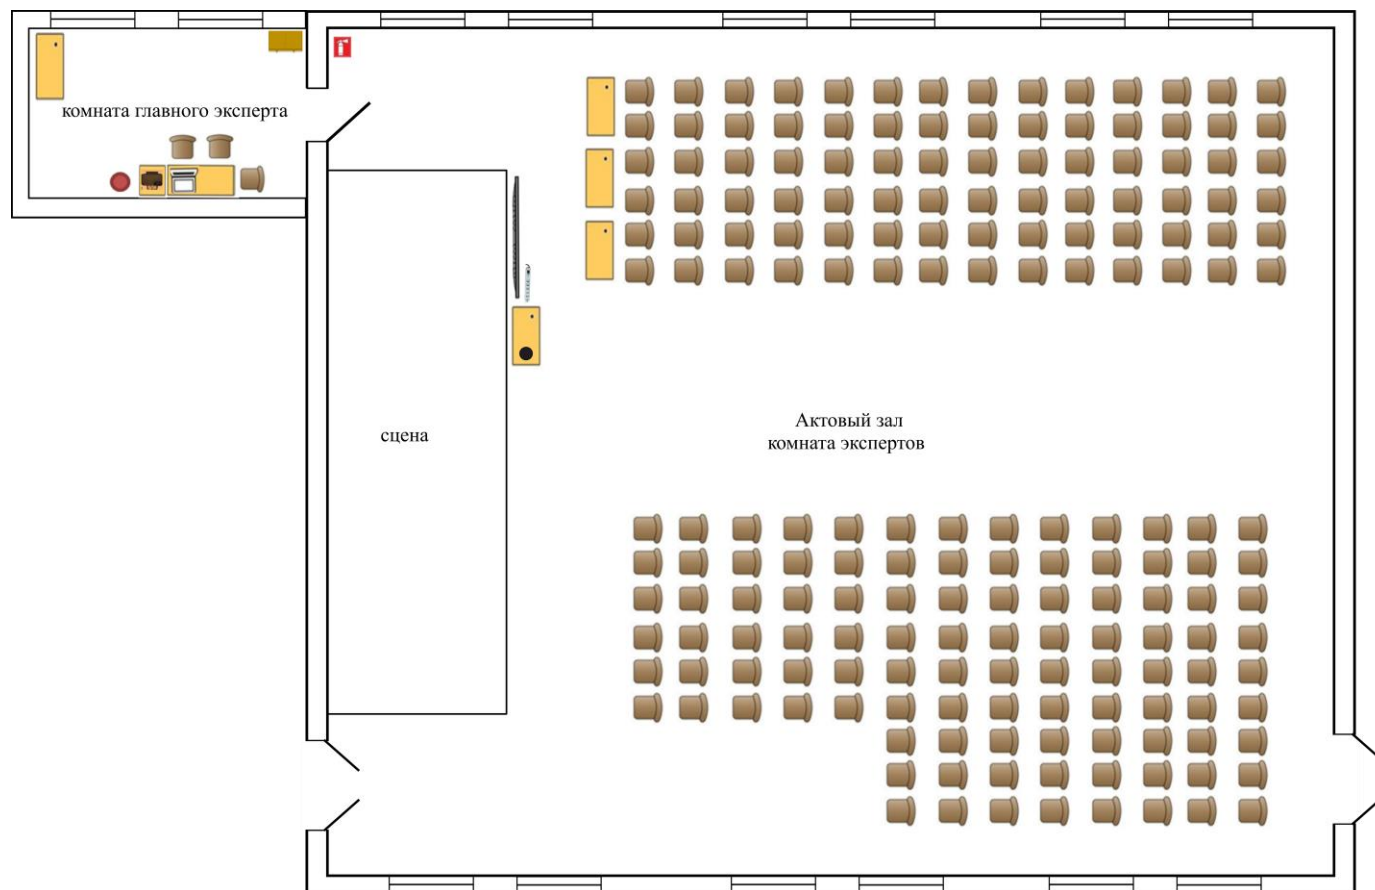 комната главного эксперта
сцена
Актовый зал
комната экспертов